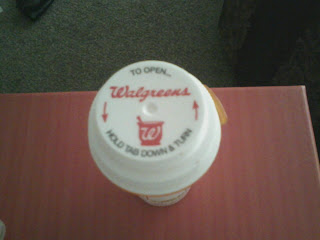 TO OPEN...
Walgreens
W
HOLD TAB DOWN & TURN